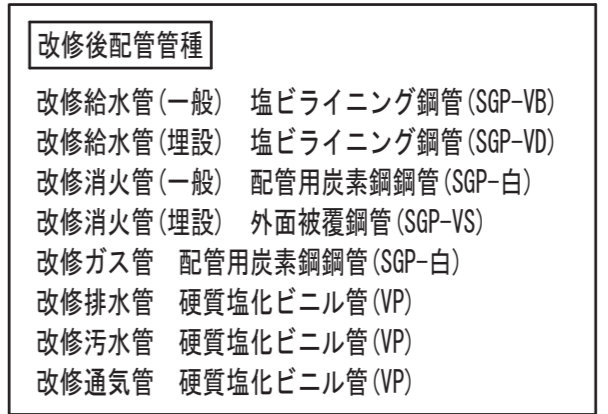 改修後配管管種
改修給水管(一般)　塩ビライニング鋼管(SGP-VB)
改修給水管(埋設)　塩ビライニング鋼管(SGP-VD)
改修消火管(一般)　配管用炭素鋼鋼管(SGP-白)
改修消火管(埋設)　外面被覆鋼管(SGP-VS)
改修ガス管　配管用炭素鋼鋼管(SGP-白)
改修排水管　硬質塩化ビニル管(VP)
改修汚水管　硬質塩化ビニル管(VP)
改修通気管　硬質塩化ビニル管(VP)